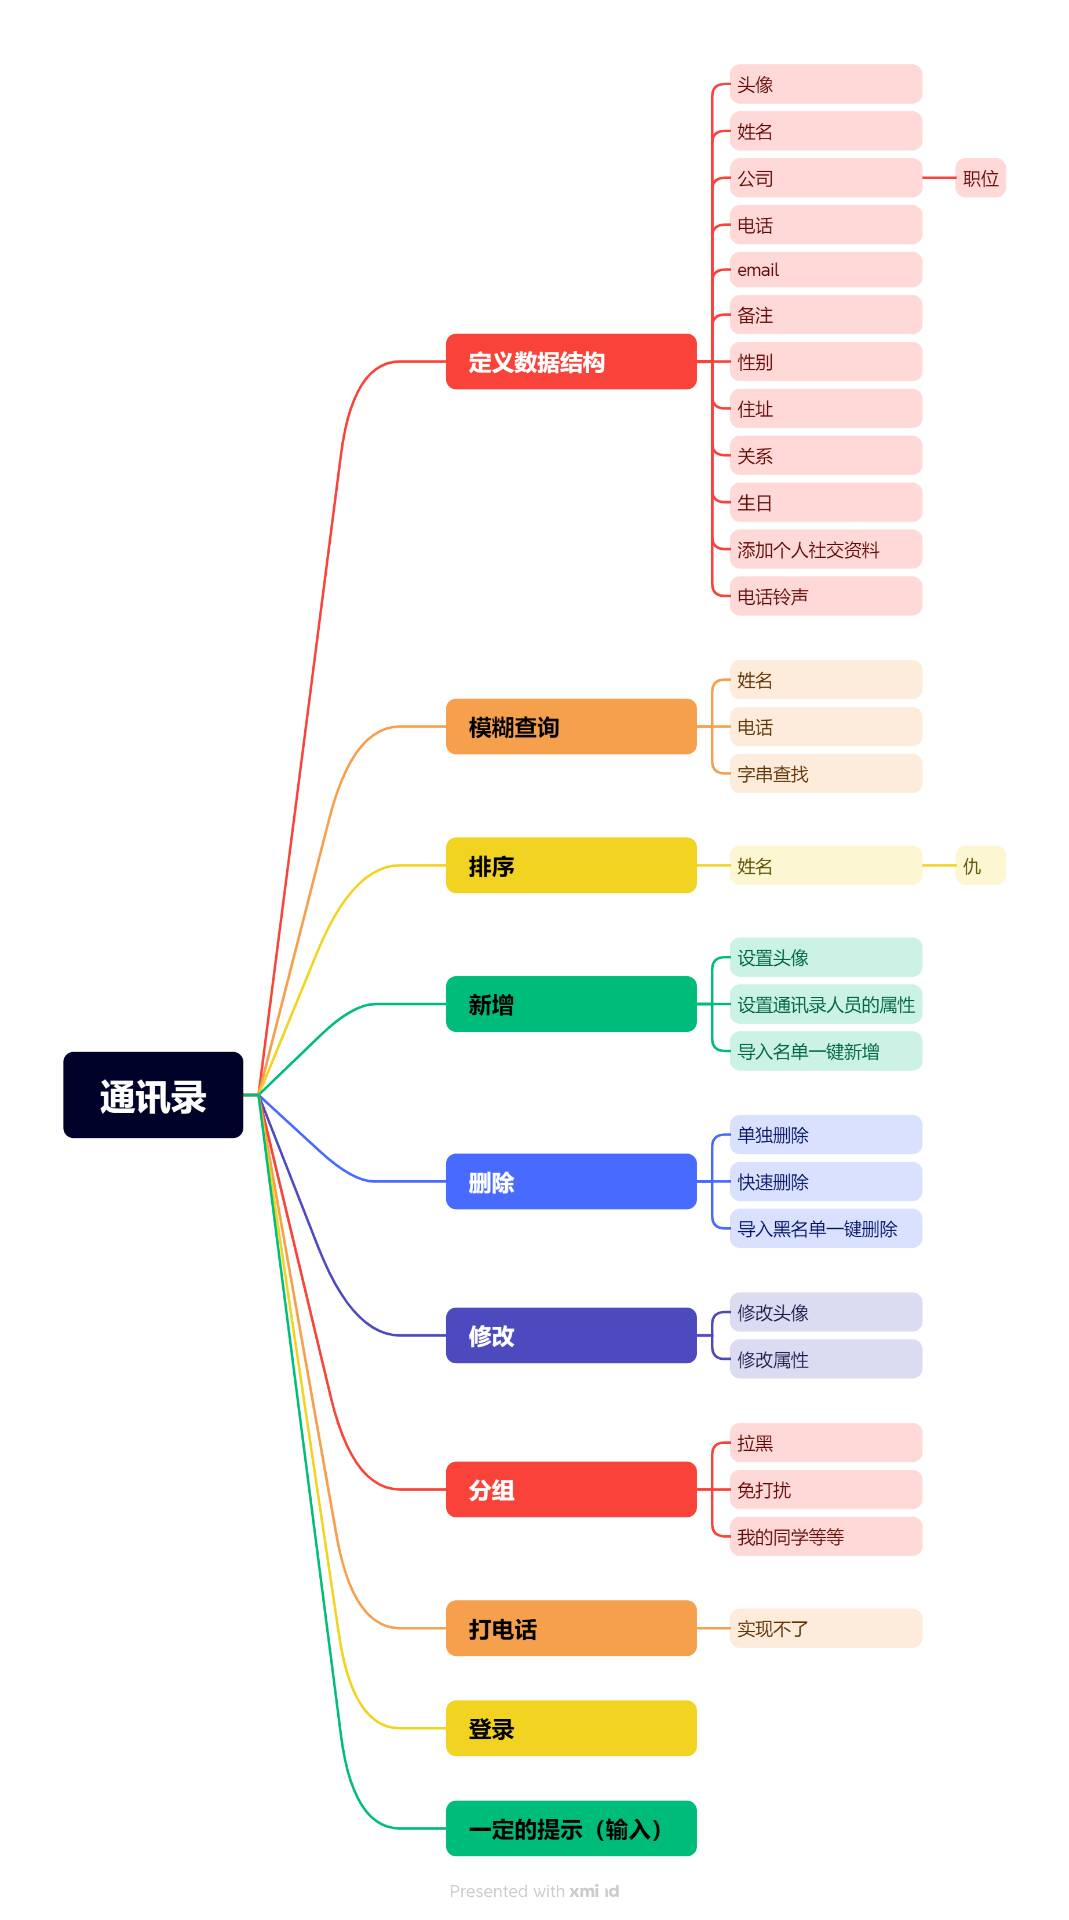 通讯录
定义数据结构
头像
姓名
公司
职位
电话
email
备注
性别
住址
关系
生日
添加个人社交资料
电话铃声
模糊查询
姓名
电话
字串查找
排序
姓名
仇
新增
设置头像
设置通讯录人员的属性
导入名单一键新增
删除
单独删除
快速删除
导入黑名单一键删除
修改
修改头像
修改属性
分组
拉黑
免打扰
我的同学等等
打电话
实现不了
登录
一定的提示（输入）
Presented with xmind